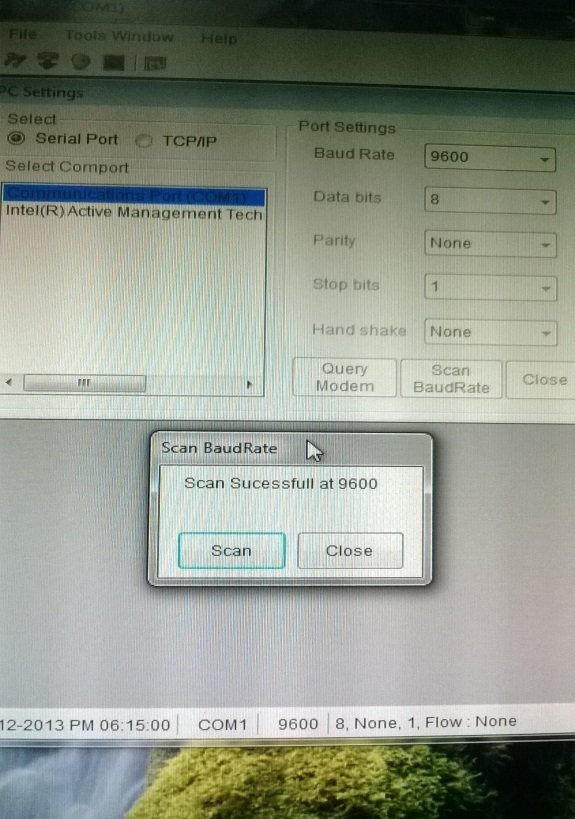 COM1)
File Tools Window Help
PC Settings
Select
Serial Port TCP/IP
Select Comport
Communications Port (COM1)
Intel(R) Active Management Tech
Port Settings
Baud Rate 9600
Data bits 8
Parity None
Stop bits 1
Hand shake None
Query Modem
Scan BaudRate
Close
Scan BaudRate
Scan Sucessfull at 9600
Scan Close
12-2013 PM 06:15:00 COM1 9600 8, None, 1, Flow : None